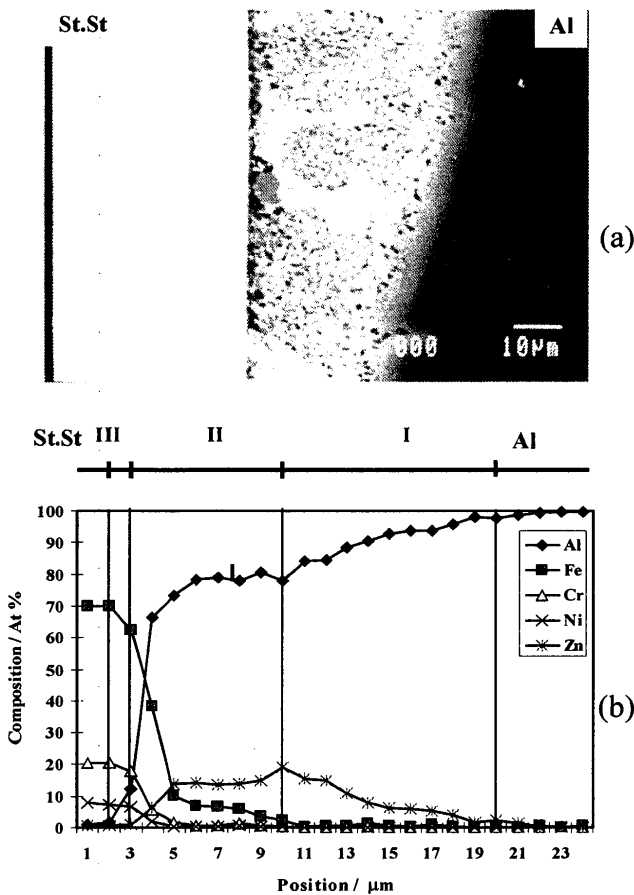 St.St
Al
(a)
000 10µm
St.St III II I Al
100
90
80
70
60
50
40
30
20
10
0
Composition / At %
Al
Fe
Cr
Ni
Zn
(b)
1 3 5 7 9 11 13 15 17 19 21 23
Position / µm